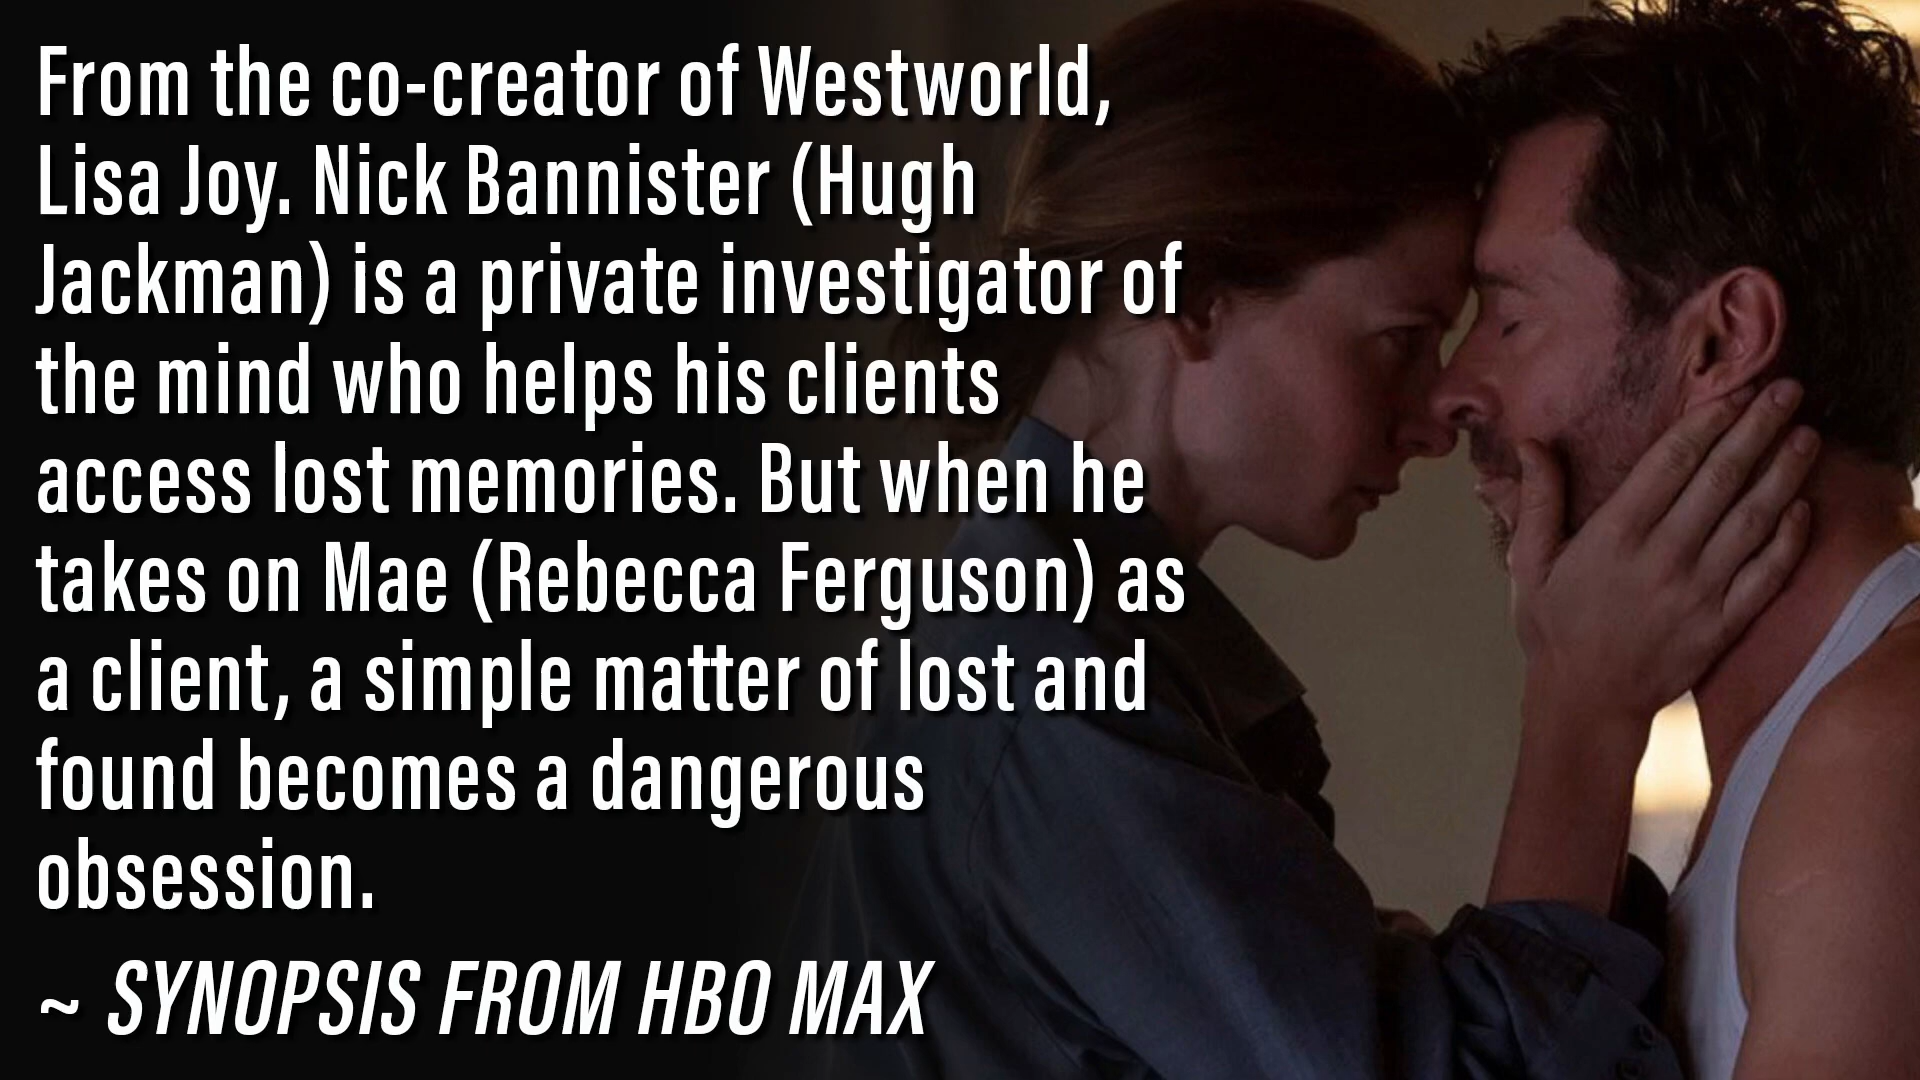 From the co-creator of Westworld,
Lisa Joy. Nick Bannister (Hugh
Jackman) is a private investigator of
the mind who helps his clients
access lost memories. But when he
takes on Mae (Rebecca Ferguson) as
a client, a simple matter of lost and
found becomes a dangerous
obsession.
~ SYNOPSIS FROM HBO MAX